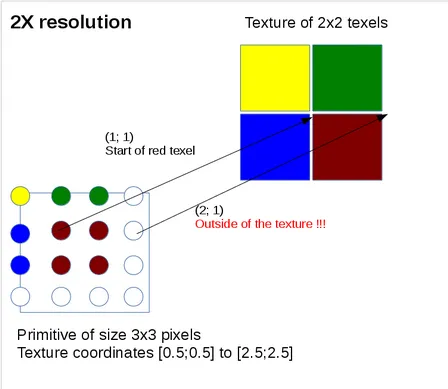 2X resolution
Texture of 2x2 texels
(1; 1)
Start of red texel
(2; 1)
Outside of the texture !!!
Primitive of size 3x3 pixels
Texture coordinates [0.5;0.5] to [2.5;2.5]